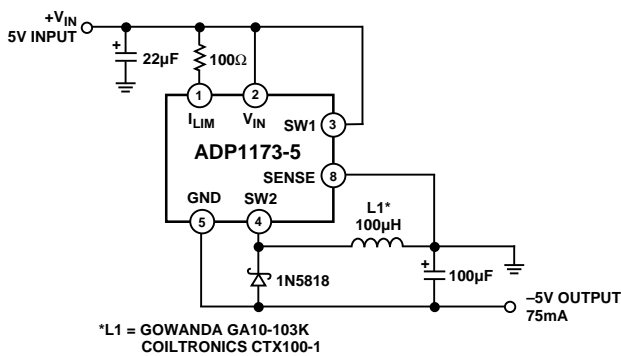 +VIN
5V INPUT
22µF
100Ω
1
2
ILIM
VIN
SW1
3
ADP1173-5
SENSE
8
GND
SW2
5
4
L1*
100µH
1N5818
100µF
–5V OUTPUT
75mA
*L1 = GOWANDA GA10-103K
COILTRONICS CTX100-1